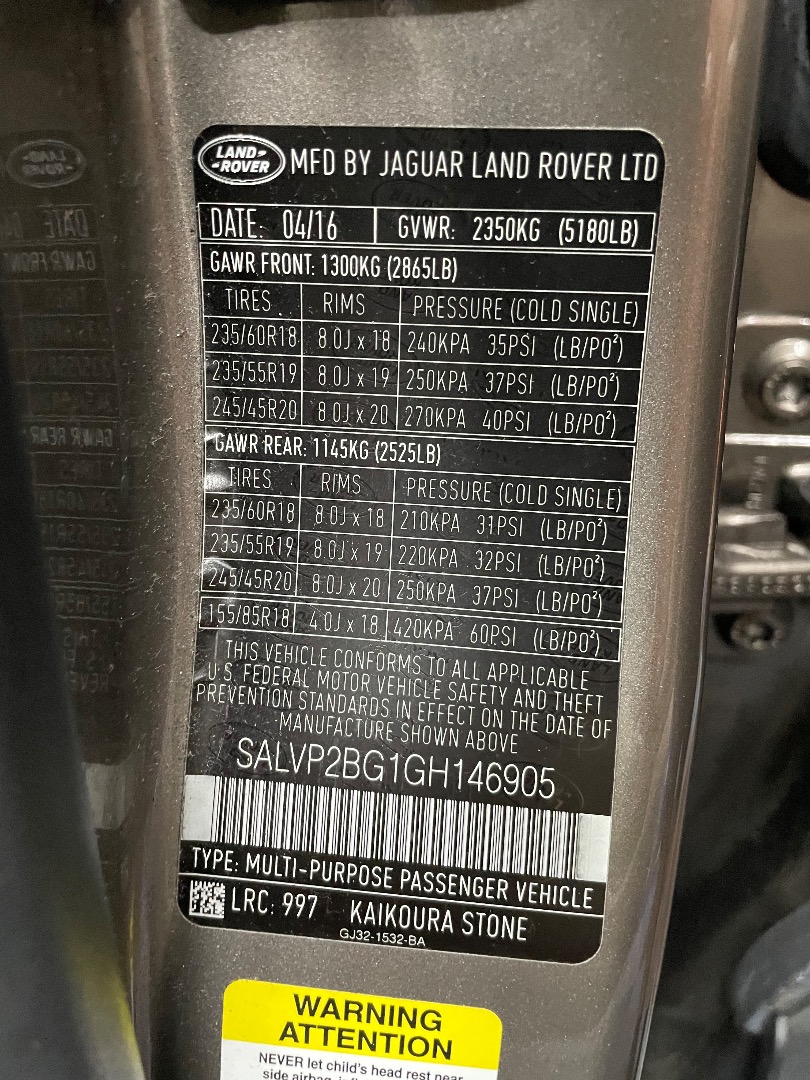 LAND-
-ROVER
MFD BY JAGUAR LAND ROVER LTD
DATE: 04/16 GVWR: 2350KG (5180LB)
GAWR FRONT: 1300KG (2865LB)
TIRES RIMS PRESSURE (COLD SINGLE)
235/60R18 8.0J x 18 240KPA 35PSI (LB/PO²)
235/55R19 8.0J x 19 250KPA 37PSI (LB/PO²)
245/45R20 8.0J x 20 270KPA 40PSI (LB/PO²)
GAWR REAR: 1145KG (2525LB)
TIRES RIMS PRESSURE (COLD SINGLE)
235/60R18 8.0J x 18 210KPA 31PSI (LB/PO²)
235/55R19 8.0J x 19 220KPA 32PSI (LB/PO²)
245/45R20 8.0J x 20 250KPA 37PSI (LB/PO²)
155/85R18 4.0J x 18 420KPA 60PSI (LB/PO²)
THIS VEHICLE CONFORMS TO ALL APPLICABLE
U.S. FEDERAL MOTOR VEHICLE SAFETY AND THEFT
PREVENTION STANDARDS IN EFFECT ON THE DATE OF
MANUFACTURE SHOWN ABOVE
SALVP2BG1GH146905
TYPE: MULTI-PURPOSE PASSENGER VEHICLE
LRC: 997 KAIKOURA STONE
GJ32-1532-BA
WARNING
ATTENTION
NEVER let child's head rest near
side airbag